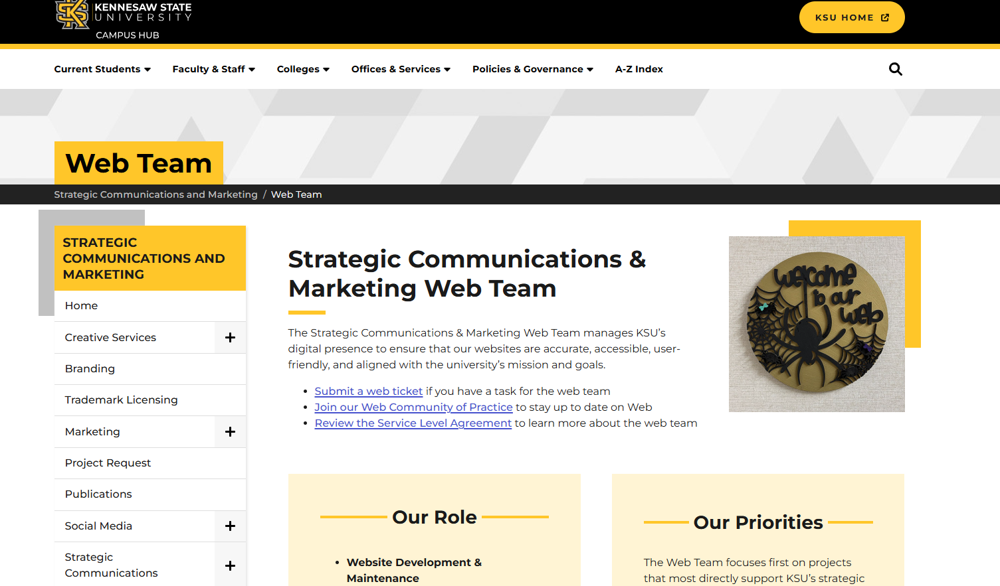 KENNESAW STATE
UNIVERSITY
CAMPUS HUB
KSU HOME
Current Students
Faculty & Staff
Colleges
Offices & Services
Policies & Governance
A-Z Index
Web Team
Strategic Communications and Marketing / Web Team
STRATEGIC
COMMUNICATIONS AND
MARKETING
Home
Creative Services
Branding
Trademark Licensing
Marketing
Project Request
Publications
Social Media
Strategic
Communications
Strategic Communications &
Marketing Web Team
The Strategic Communications & Marketing Web Team manages KSU’s
digital presence to ensure that our websites are accurate, accessible, user-
friendly, and aligned with the university’s mission and goals.
Submit a web ticket if you have a task for the web team
Join our Web Community of Practice to stay up to date on Web
Review the Service Level Agreement to learn more about the web team
welcome
to our
web
Our Role
Website Development &
Maintenance
Our Priorities
The Web Team focuses first on projects
that most directly support KSU’s strategic